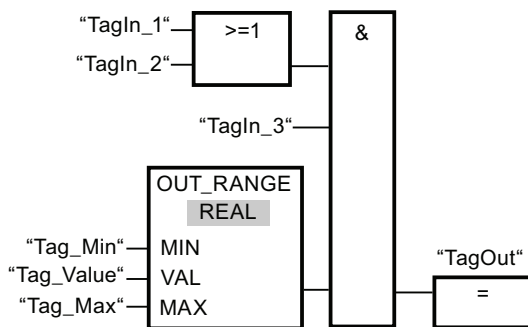 “TagIn_1“
>=1
&
“TagIn_2“
“TagIn_3“
OUT_RANGE
REAL
“Tag_Min“
MIN
“TagOut“
“Tag_Value“
VAL
=
“Tag_Max“
MAX